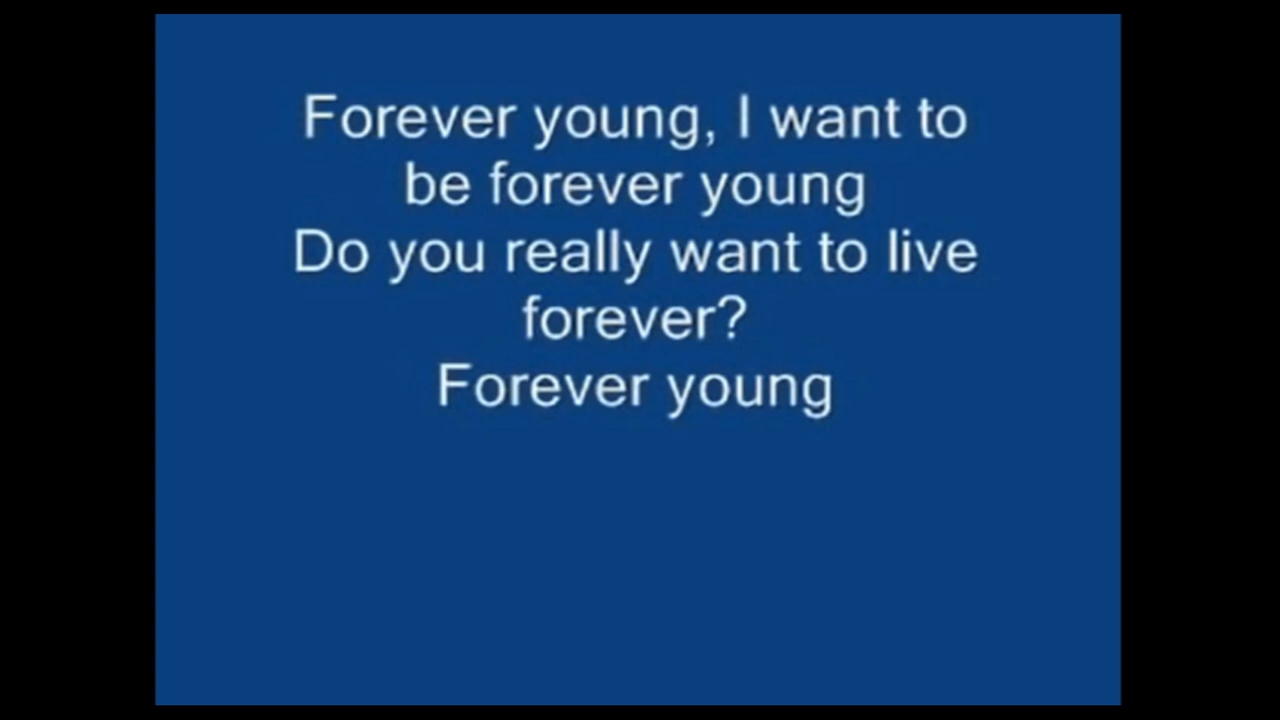 Forever young, I want to
be forever young
Do you really want to live
forever?
Forever young